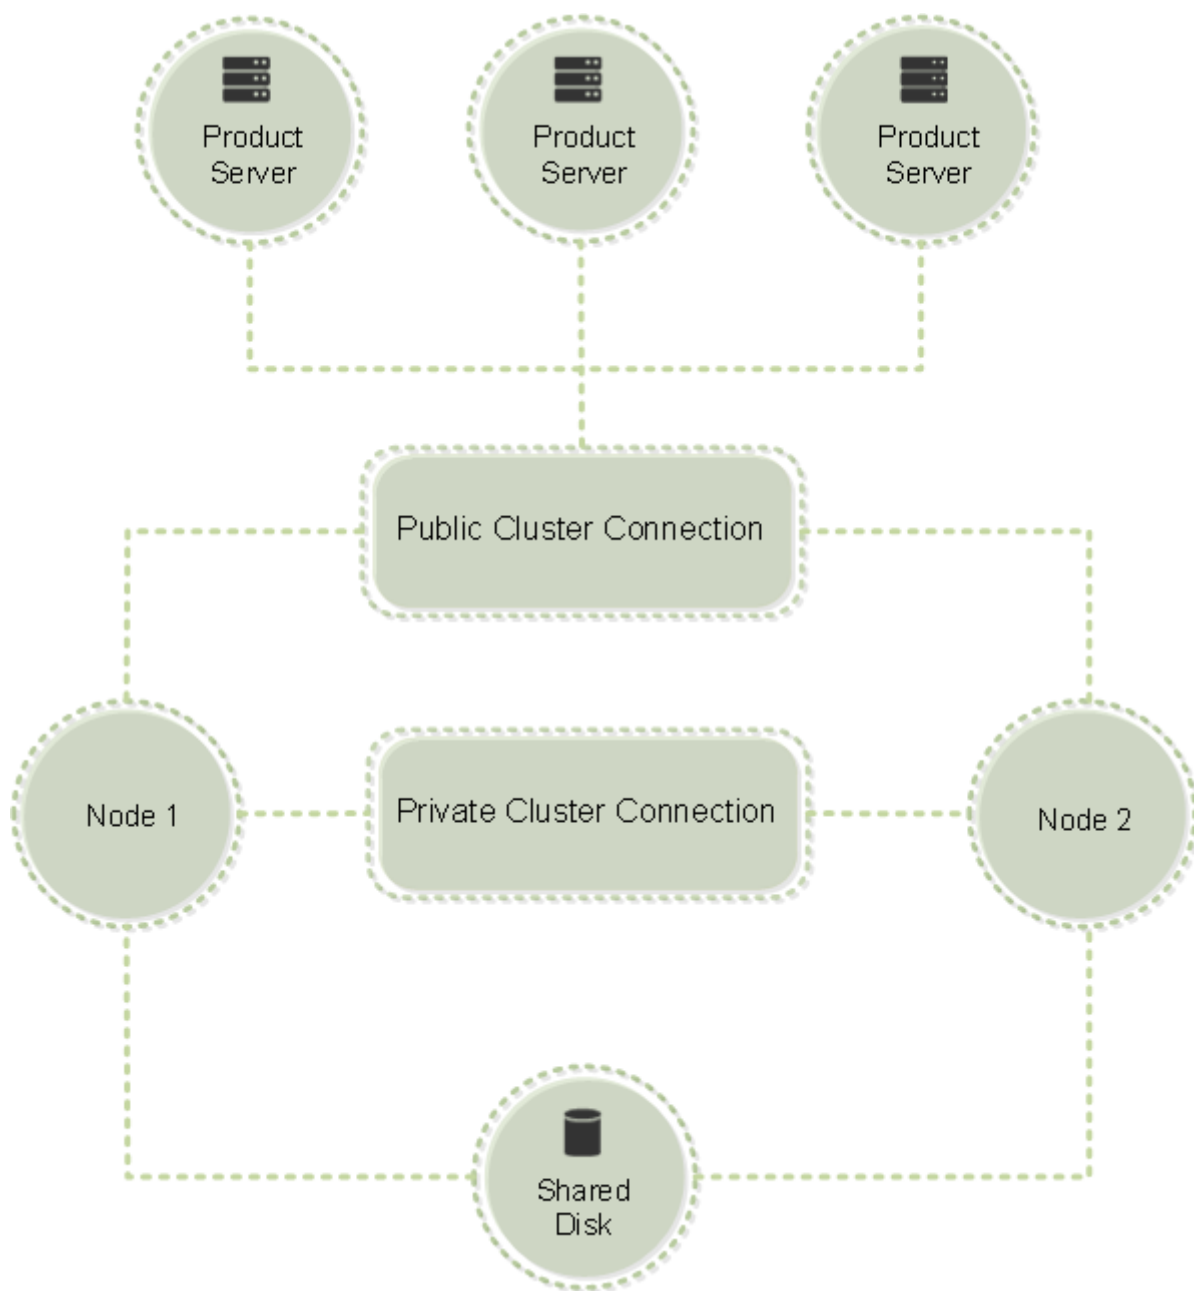 Product
Server
Product
Server
Product
Server
Public Cluster Connection
Node 1
Private Cluster Connection
Node 2
Shared
Disk